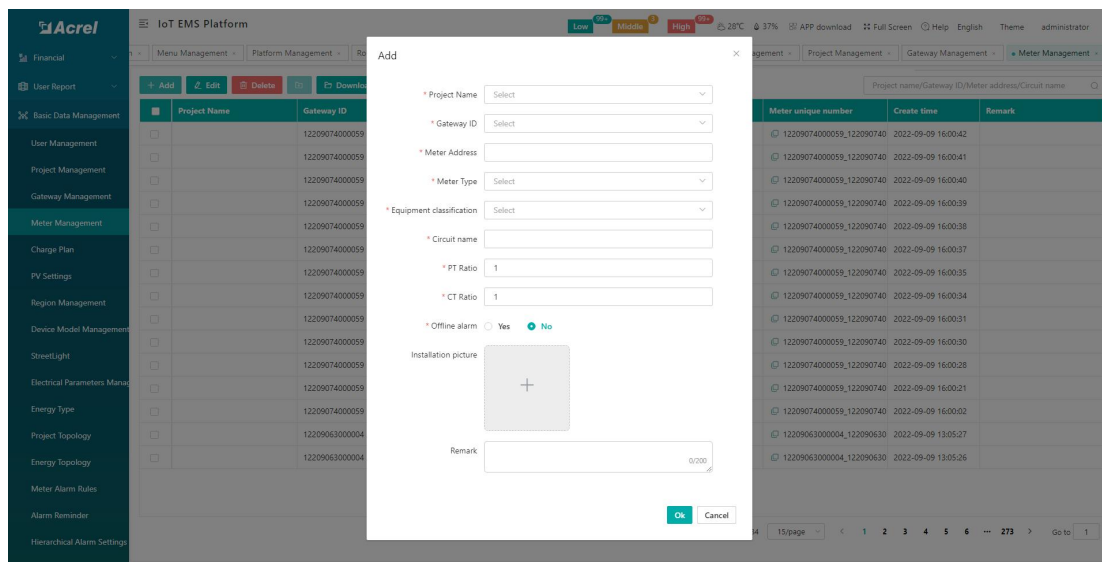 Acrel
IoT EMS Platform
Low 99+ Middle High 99+ 28℃ 37% APP download Full Screen Help English Theme administrator
Menu Management Platform Management Project Management Gateway Management Meter Management
Financial
User Report
Basic Data Management
User Management
Project Management
Gateway Management
Meter Management
Charge Plan
PV Settings
Region Management
Device Model Management
StreetLight
Electrical Parameters
Energy Type
Project Topology
Energy Topology
Meter Alarm Rules
Alarm Reminder
Hierarchical Alarm Settings
+ Add Edit Delete
Project name/Gateway ID/Meter address/Circuit name
Project Name Gateway ID Meter unique number Create time Remark
12209074000059 12209074000059_122090740 2022-09-09 16:00:42
12209074000059 12209074000059_122090740 2022-09-09 16:00:41
12209074000059 12209074000059_122090740 2022-09-09 16:00:40
12209074000059 12209074000059_122090740 2022-09-09 16:00:39
12209074000059 12209074000059_122090740 2022-09-09 16:00:38
12209074000059 12209074000059_122090740 2022-09-09 16:00:37
12209074000059 12209074000059_122090740 2022-09-09 16:00:35
12209074000059 12209074000059_122090740 2022-09-09 16:00:34
12209074000059 12209074000059_122090740 2022-09-09 16:00:31
12209074000059 12209074000059_122090740 2022-09-09 16:00:30
12209074000059 12209074000059_122090740 2022-09-09 16:00:28
12209074000059 12209074000059_122090740 2022-09-09 16:00:21
12209074000059 12209074000059_122090740 2022-09-09 16:00:02
12209063000004 12209063000004_122090630 2022-09-09 13:05:27
12209063000004 12209063000004_122090630 2022-09-09 13:05:26
15/page < 1 2 3 4 5 6 ··· 273 > Go to 1
Add ×
* Project Name Select
* Gateway ID Select
* Meter Address
* Meter Type Select
* Equipment classification Select
* Circuit name
* PT Ratio 1
* CT Ratio 1
* Offline alarm Yes No
Installation picture
+
Remark
0/200
Ok Cancel